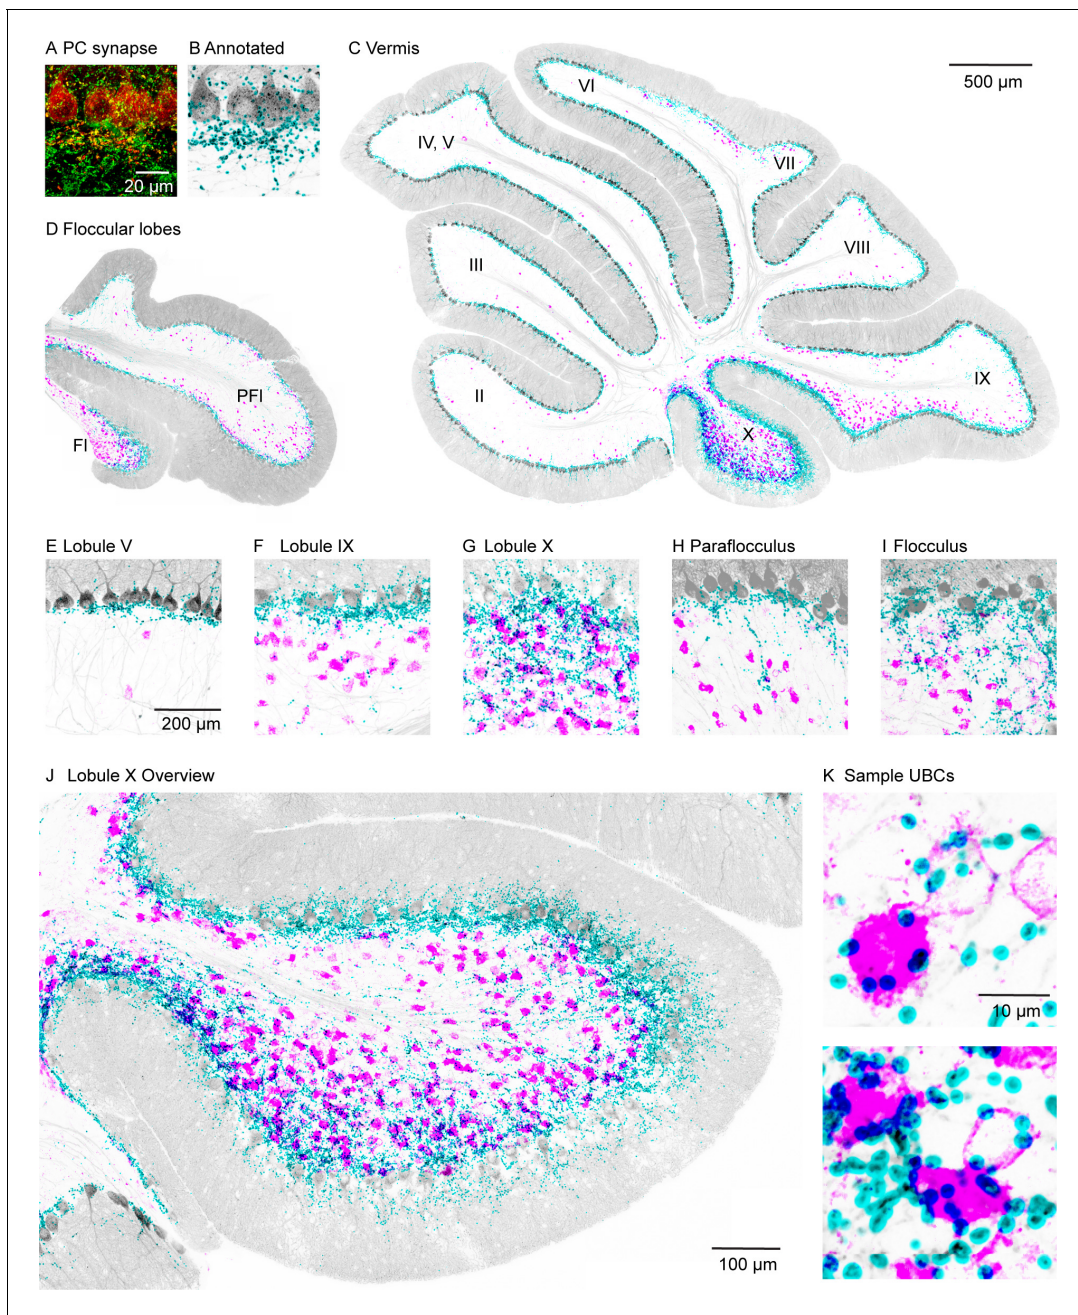 A PC synapse
B Annotated
C Vermis
500 µm
20 µm
VI
IV, V
VII
VIII
III
IX
II
X
D Floccular lobes
PFl
Fl
E Lobule V
F Lobule IX
G Lobule X
H Paraflocculus
I Flocculus
200 µm
J Lobule X Overview
K Sample UBCs
10 µm
100 µm